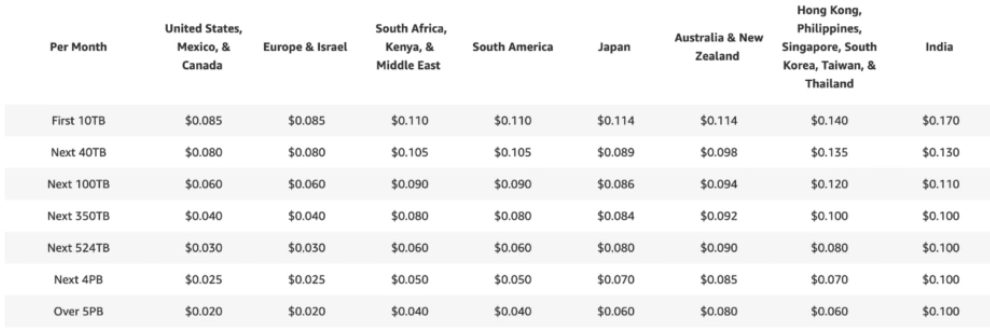 Per Month United States, Mexico, & Canada Europe & Israel South Africa, Kenya, & Middle East South America Japan Australia & New Zealand Hong Kong, Philippines, Singapore, South Korea, Taiwan, & Thailand India
First 10TB $0.085 $0.085 $0.110 $0.110 $0.114 $0.114 $0.140 $0.170
Next 40TB $0.080 $0.080 $0.105 $0.105 $0.089 $0.098 $0.135 $0.130
Next 100TB $0.060 $0.060 $0.090 $0.090 $0.086 $0.094 $0.120 $0.110
Next 350TB $0.040 $0.040 $0.080 $0.080 $0.084 $0.092 $0.100 $0.100
Next 524TB $0.030 $0.030 $0.060 $0.060 $0.080 $0.090 $0.080 $0.100
Next 4PB $0.025 $0.025 $0.050 $0.050 $0.070 $0.085 $0.070 $0.100
Over 5PB $0.020 $0.020 $0.040 $0.040 $0.060 $0.080 $0.060 $0.100